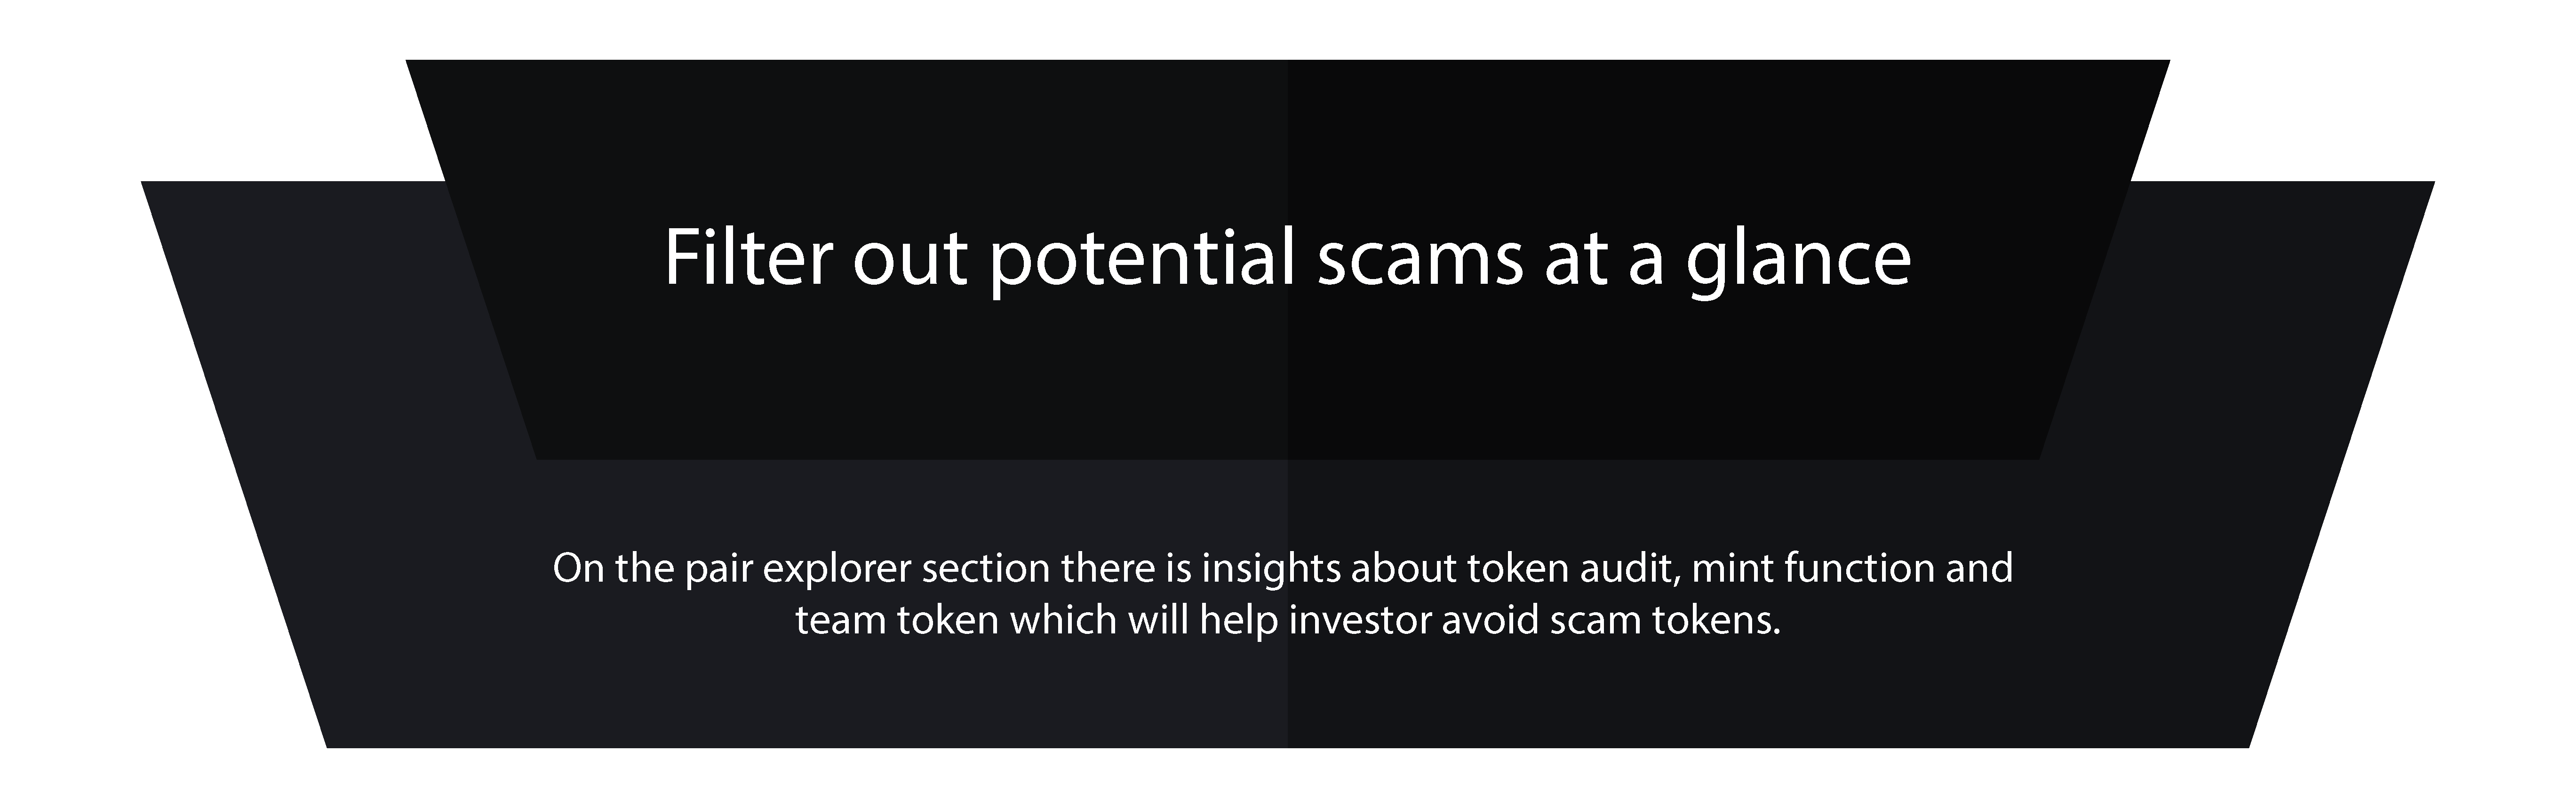 Filter out potential scams at a glance
On the pair explorer section there is insights about token audit, mint function and
team token which will help investor avoid scam tokens.